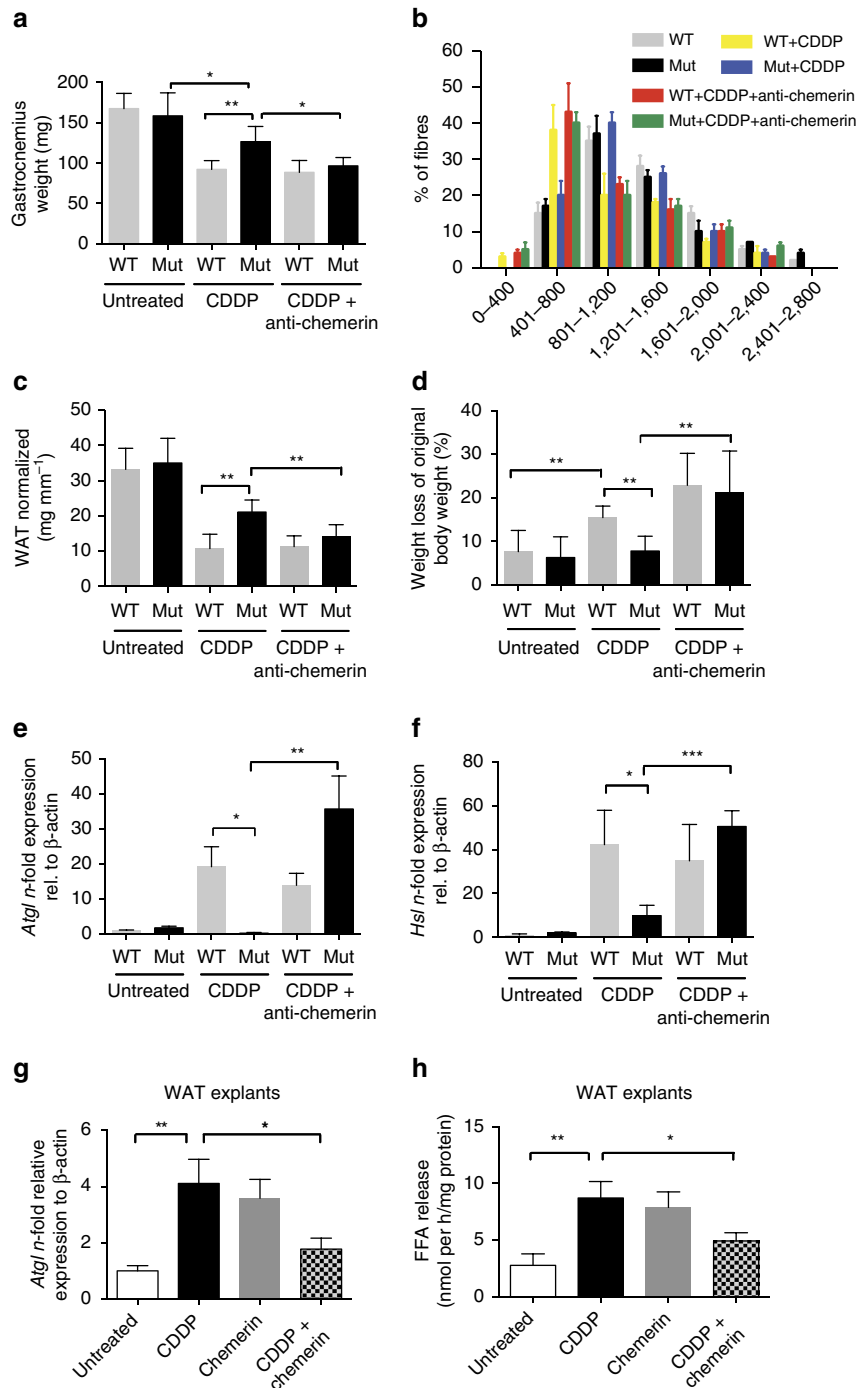 a
Gastrocnemius
weight (mg)
200
150
100
50
0
*
**
*
WT Mut WT Mut WT Mut
Untreated CDDP CDDP +
anti-chemerin
b
% of fibres
60
50
40
30
20
10
0
WT WT+CDDP
Mut Mut+CDDP
WT+CDDP+anti-chemerin
Mut+CDDP+anti-chemerin
0–400
401–800
801–1,200
1,201–1,600
1,601–2,000
2,001–2,400
2,401–2,800
c
WAT normalized
(mg mm−1)
50
40
30
20
10
0
**
**
WT Mut WT Mut WT Mut
Untreated CDDP CDDP +
anti-chemerin
d
Weight loss of original
body weight (%)
40
30
20
10
0
**
**
**
WT Mut WT Mut WT Mut
Untreated CDDP CDDP +
anti-chemerin
e
Atgl n-fold expression
rel. to β-actin
50
40
30
20
10
0
*
**
WT Mut WT Mut WT Mut
Untreated CDDP CDDP +
anti-chemerin
f
Hsl n-fold expression
rel. to β-actin
80
60
40
20
0
*
***
WT Mut WT Mut WT Mut
Untreated CDDP CDDP +
anti-chemerin
g
WAT explants
Atgl n-fold relative
expression to β-actin
6
4
2
0
**
*
Untreated
CDDP
Chemerin
CDDP +
chemerin
h
WAT explants
FFA release
(nmol per h/mg protein)
15
10
5
0
**
*
Untreated
CDDP
Chemerin
CDDP +
chemerin